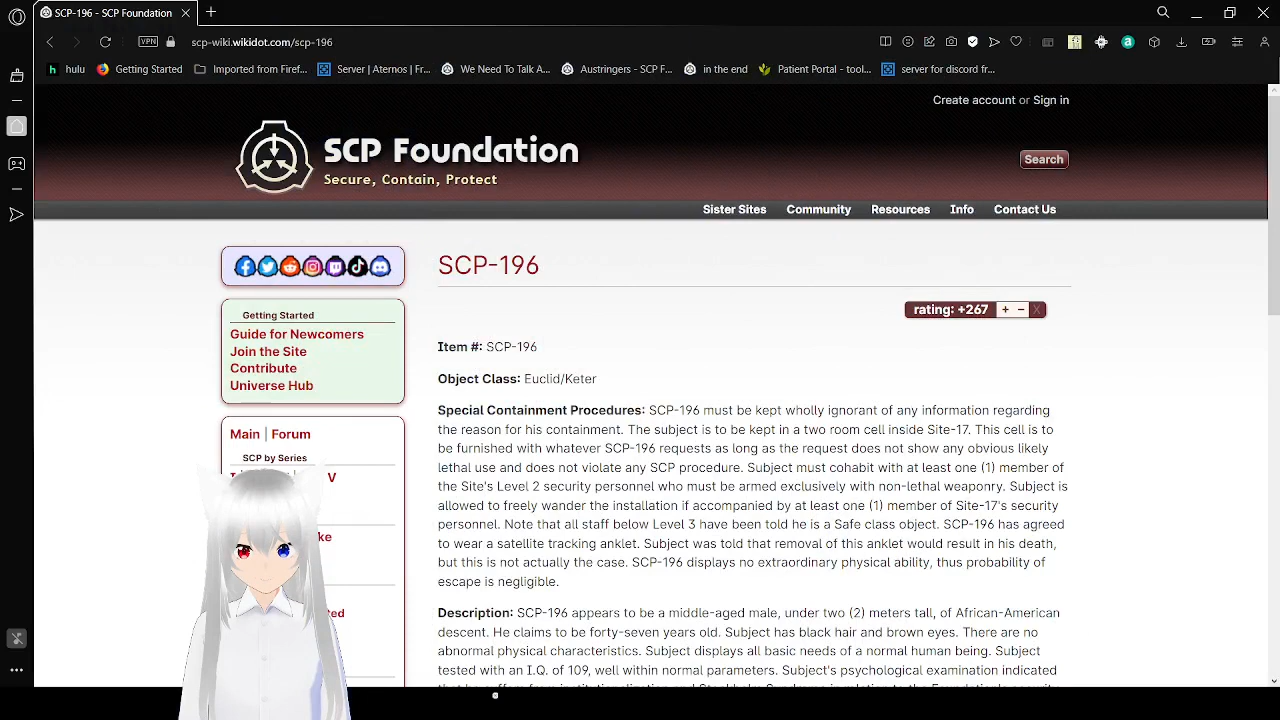 SCP-196 - SCP Foundation
VPN
scp-wiki.wikidot.com/scp-196
hulu
Getting Started
Imported from Firef...
Server | Aternos | Fr...
We Need To Talk A...
Austringers - SCP F...
in the end
Patient Portal - tool...
server for discord fr...
Create account or Sign in
SCP Foundation
Secure, Contain, Protect
Search
Sister Sites Community Resources Info Contact Us
Getting Started
Guide for Newcomers
Join the Site
Contribute
Universe Hub
Main | Forum
SCP by Series
V
SCP-196
rating: +267 + − X
Item #: SCP-196
Object Class: Euclid/Keter
Special Containment Procedures: SCP-196 must be kept wholly ignorant of any information regarding
the reason for his containment. The subject is to be kept in a two room cell inside Site-17. This cell is to
be furnished with whatever SCP-196 requests as long as the request does not show any obvious likely
lethal use and does not violate any SCP procedure. Subject must cohabit with at least one (1) member of
the Site's Level 2 security personnel who must be armed exclusively with non-lethal weaponry. Subject is
allowed to freely wander the installation if accompanied by at least one (1) member of Site-17's security
personnel. Note that all staff below Level 3 have been told he is a Safe class object. SCP-196 has agreed
to wear a satellite tracking anklet. Subject was told that removal of this anklet would result in his death,
but this is not actually the case. SCP-196 displays no extraordinary physical ability, thus probability of
escape is negligible.
Description: SCP-196 appears to be a middle-aged male, under two (2) meters tall, of African-American
descent. He claims to be forty-seven years old. Subject has black hair and brown eyes. There are no
abnormal physical characteristics. Subject displays all basic needs of a normal human being. Subject
tested with an I.Q. of 109, well within normal parameters. Subject's psychological examination indicated